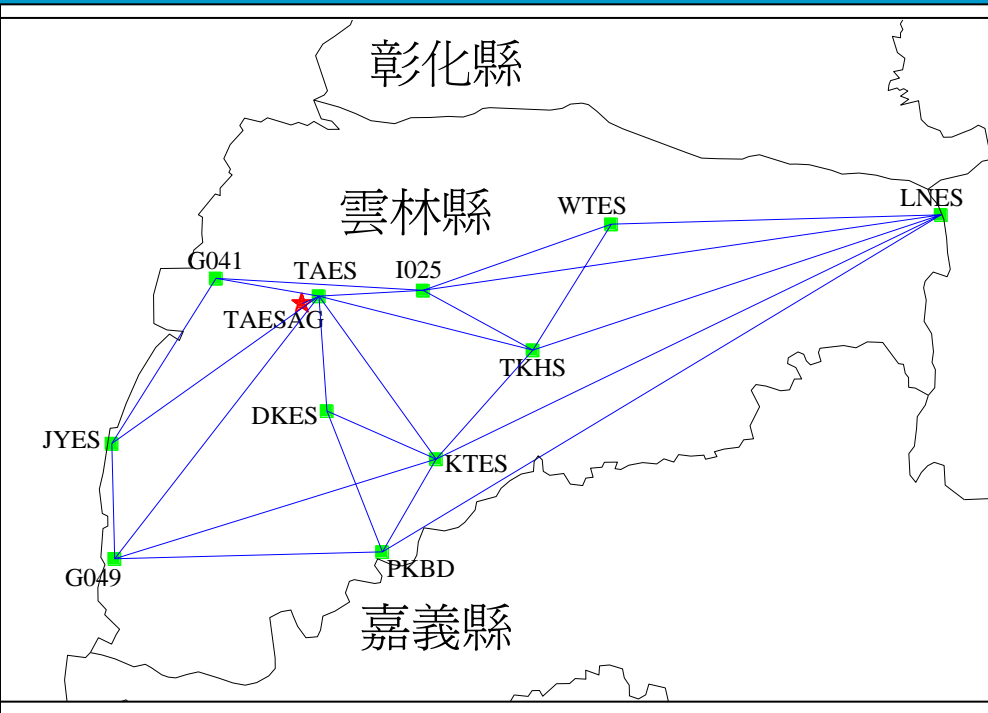 彰化縣
雲林縣
WTES
LNES
G041
TAES
I025
TAESAG
TKHS
DKES
JYES
KTES
PKBD
G049
嘉義縣